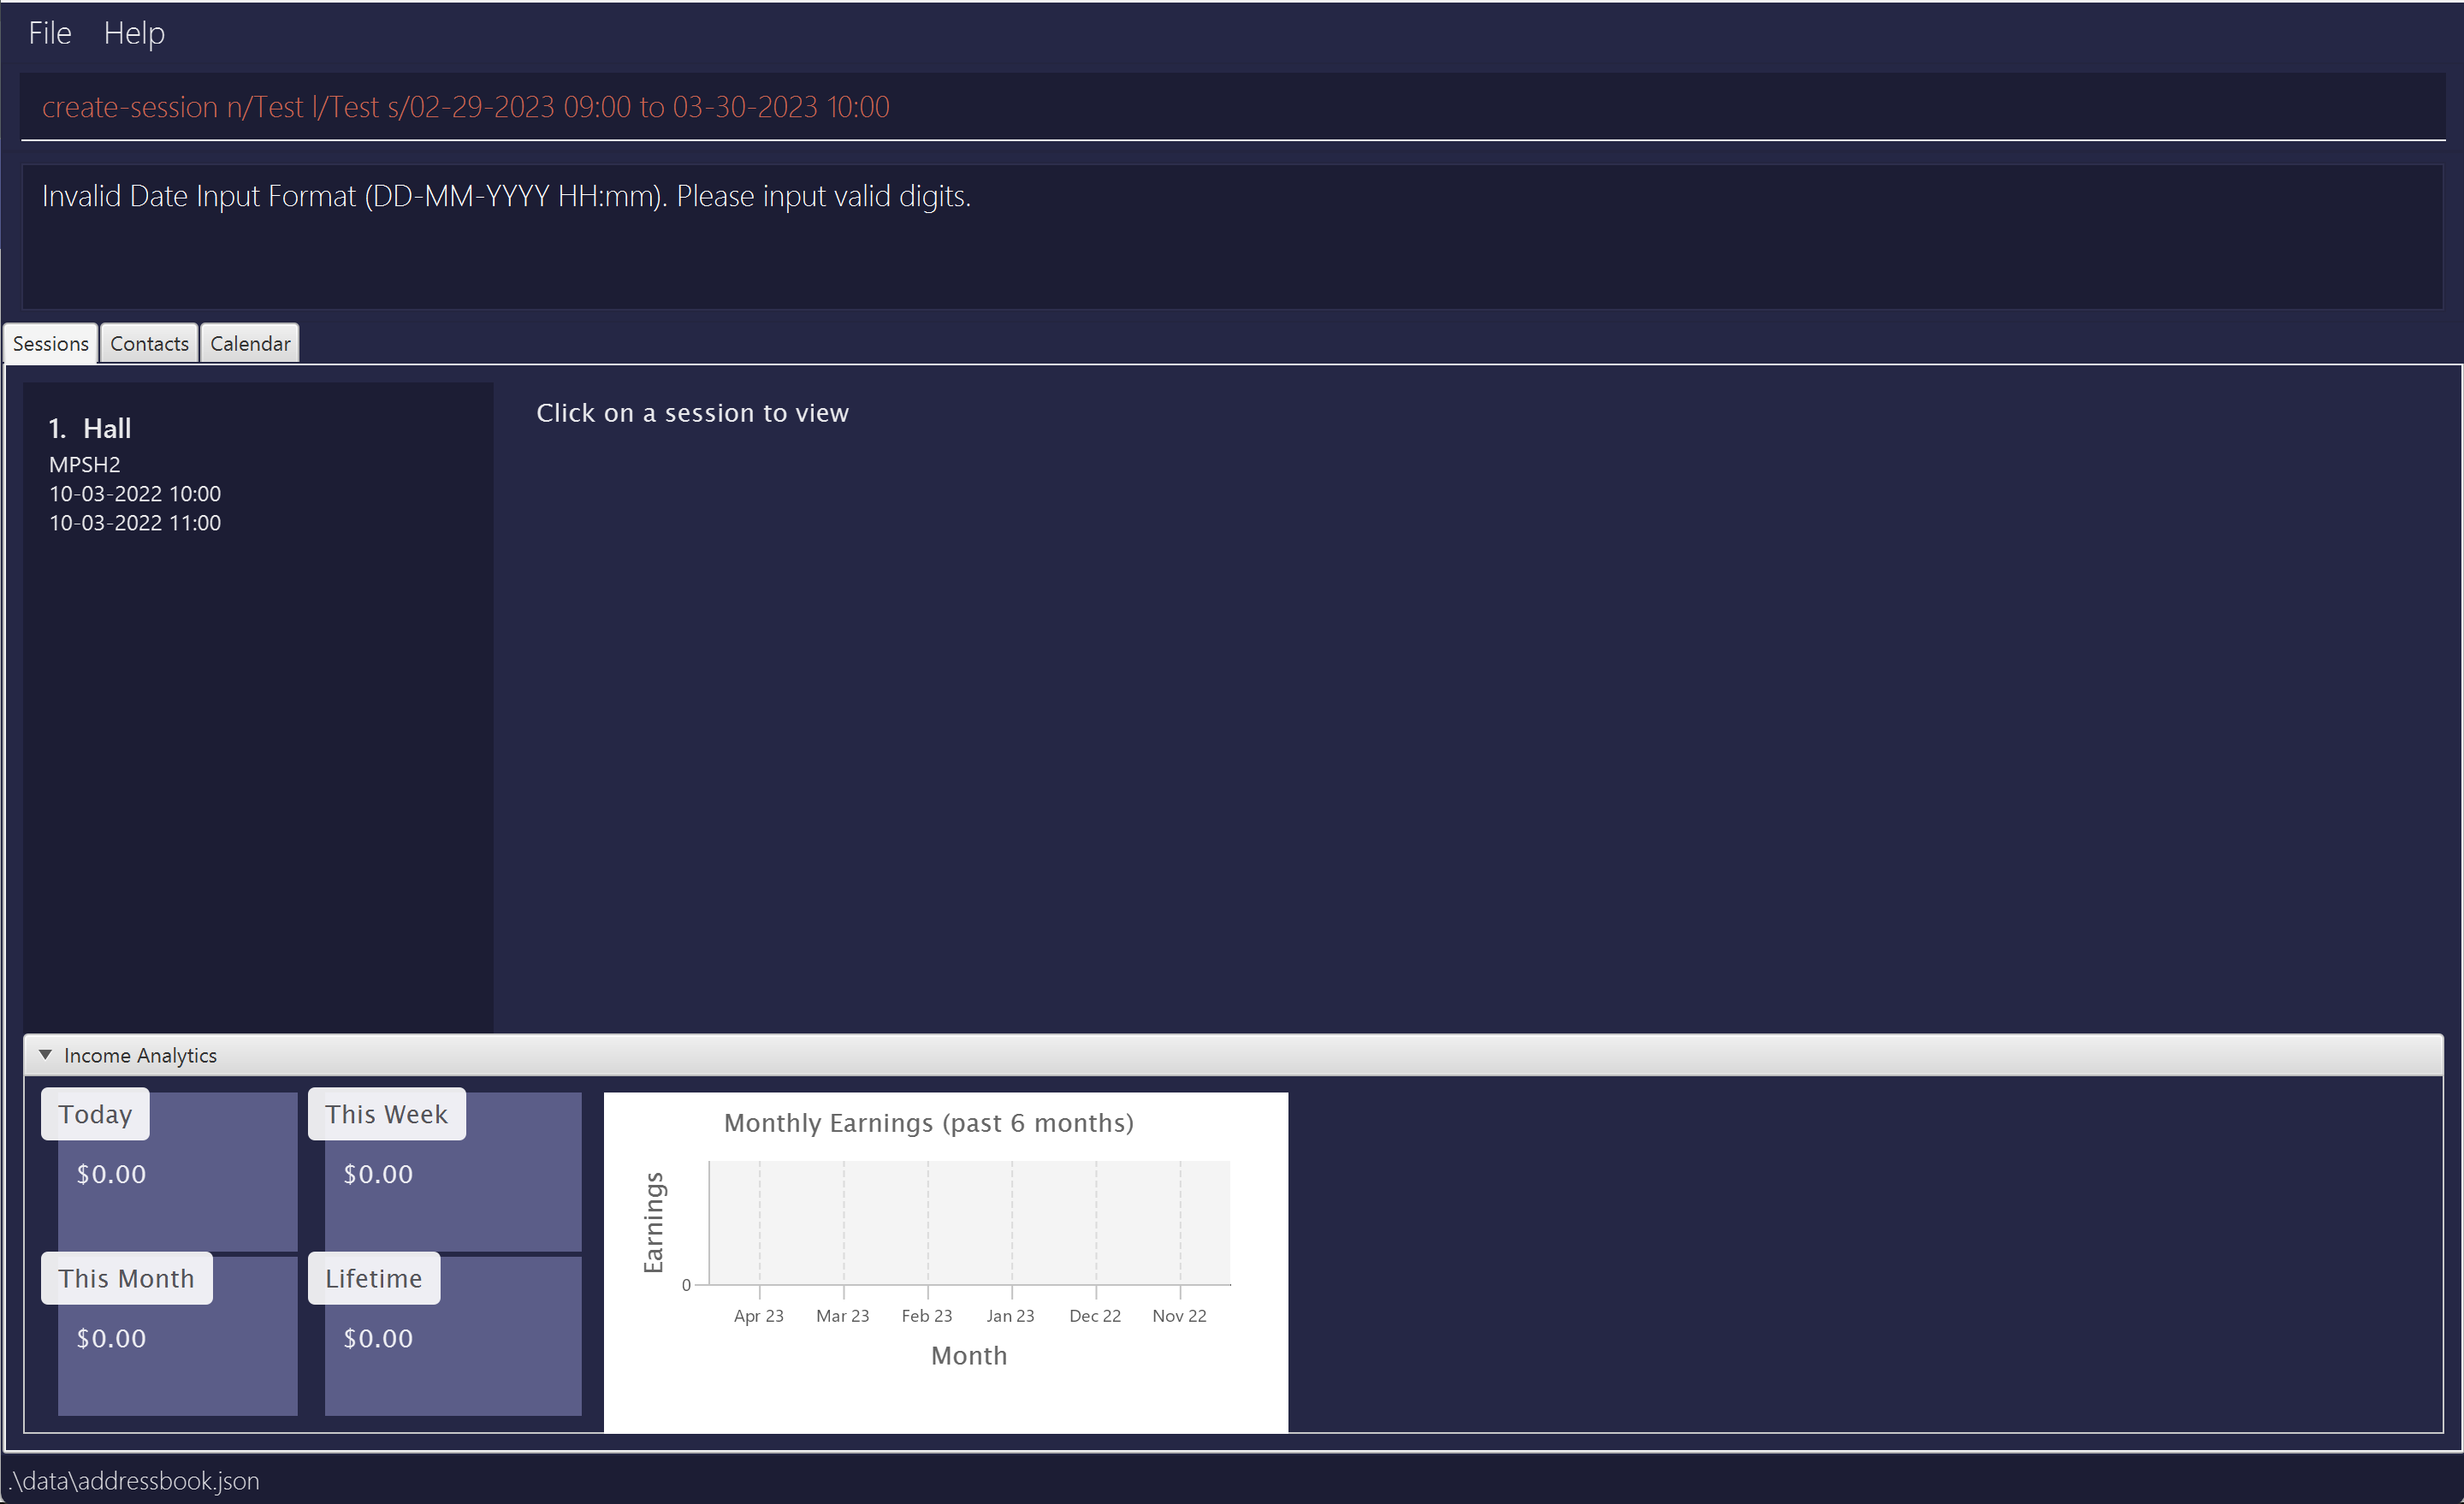 File Help
create-session n/Test l/Test s/02-29-2023 09:00 to 03-30-2023 10:00
Invalid Date Input Format (DD-MM-YYYY HH:mm). Please input valid digits.
Sessions Contacts Calendar
1. Hall
MPSH2
10-03-2022 10:00
10-03-2022 11:00
Click on a session to view
Income Analytics
Today
$0.00
This Week
$0.00
This Month
$0.00
Lifetime
$0.00
Monthly Earnings (past 6 months)
Earnings
0
Apr 23 Mar 23 Feb 23 Jan 23 Dec 22 Nov 22
Month
.\data\addressbook.json